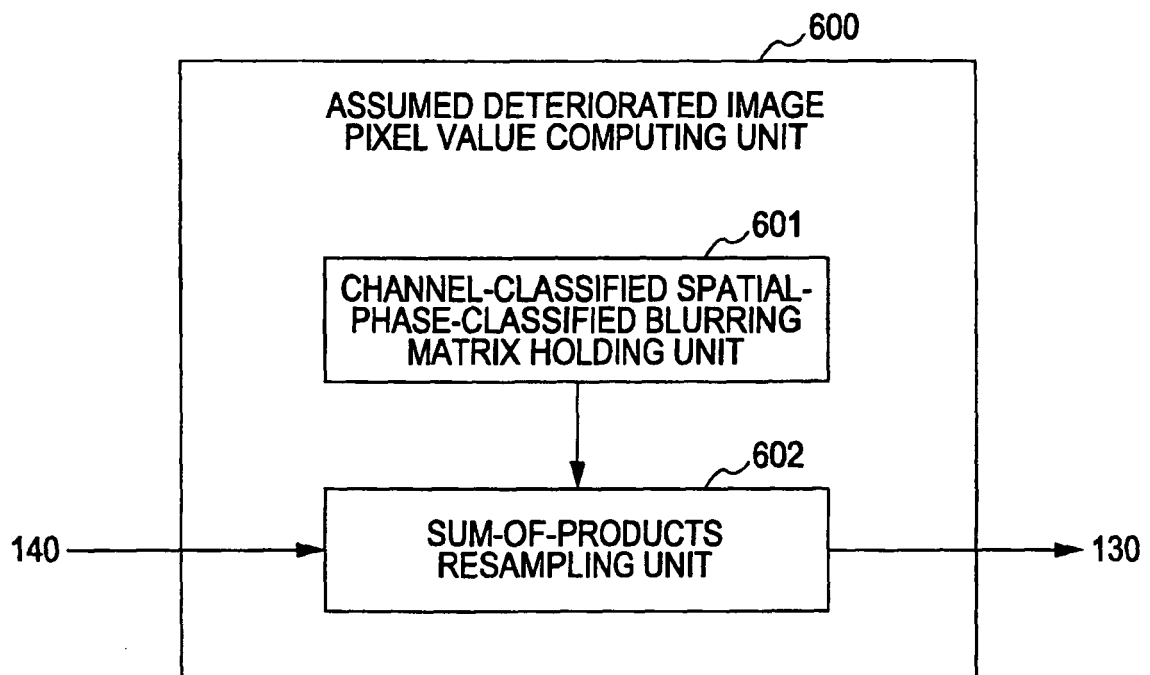 600
ASSUMED DETERIORATED IMAGE
PIXEL VALUE COMPUTING UNIT
601
CHANNEL-CLASSIFIED SPATIAL-
PHASE-CLASSIFIED BLURRING
MATRIX HOLDING UNIT
602
140
SUM-OF-PRODUCTS
RESAMPLING UNIT
130